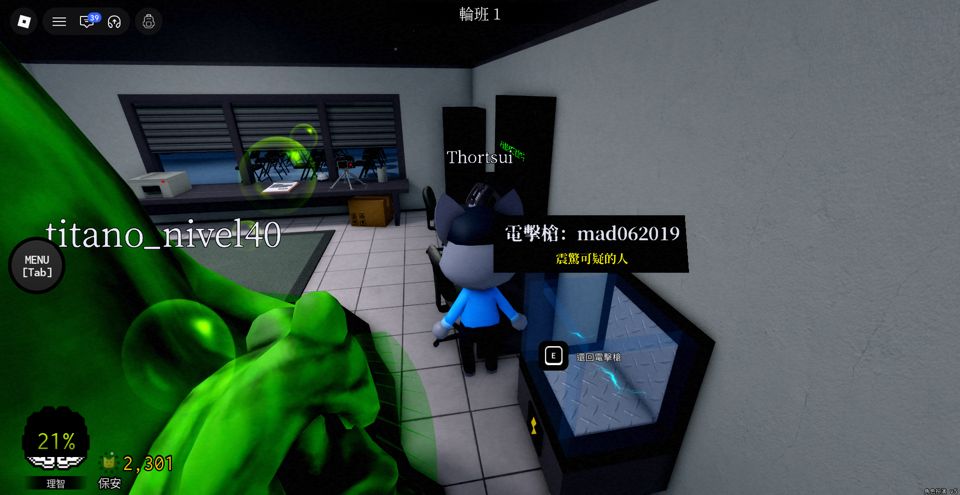 39
輪班 1
Thortsui
titano_nivel40
電擊槍: mad062019
震驚可疑的人
MENU
[Tab]
E
還回電擊槍
21%
理智
2,301
保安